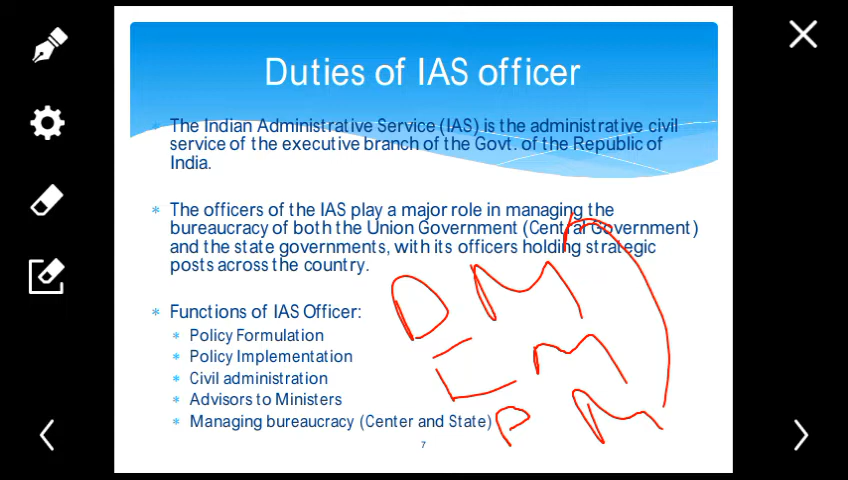 Duties of IAS officer
* The Indian Administrative Service (IAS) is the administrative civil
service of the executive branch of the Govt. of the Republic of
India.
* The officers of the IAS play a major role in managing the
bureaucracy of both the Union Government (Central Government)
and the state governments, with its officers holding strategic
posts across the country.
* Functions of IAS Officer:
* Policy Formulation
* Policy Implementation
* Civil administration
* Advisors to Ministers
* Managing bureaucracy (Center and State)
DM
PM
7